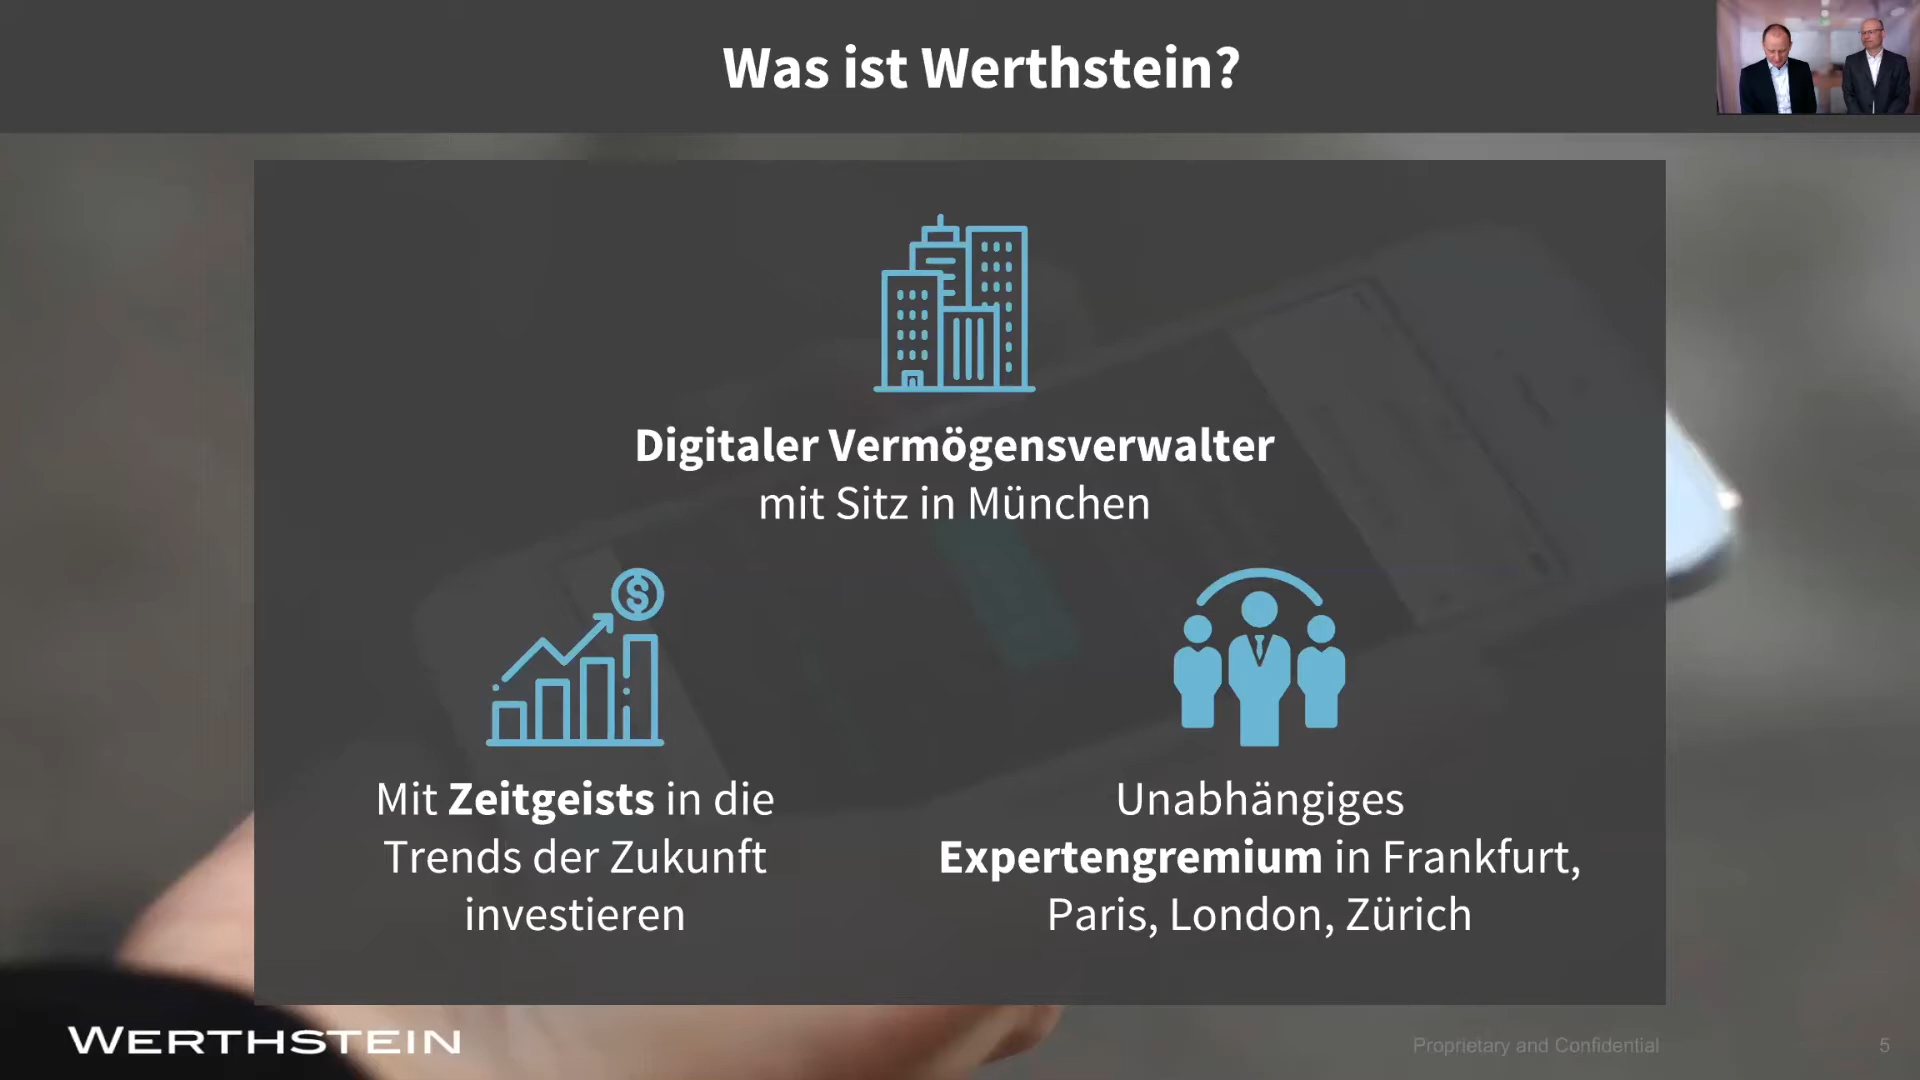 Was ist Werthstein?
Digitaler Vermögensverwalter
mit Sitz in München
$
Mit Zeitgeists in die
Trends der Zukunft
investieren
Unabhängiges
Expertengremium in Frankfurt,
Paris, London, Zürich
WERTHSTEIN
Proprietary and Confidential
5